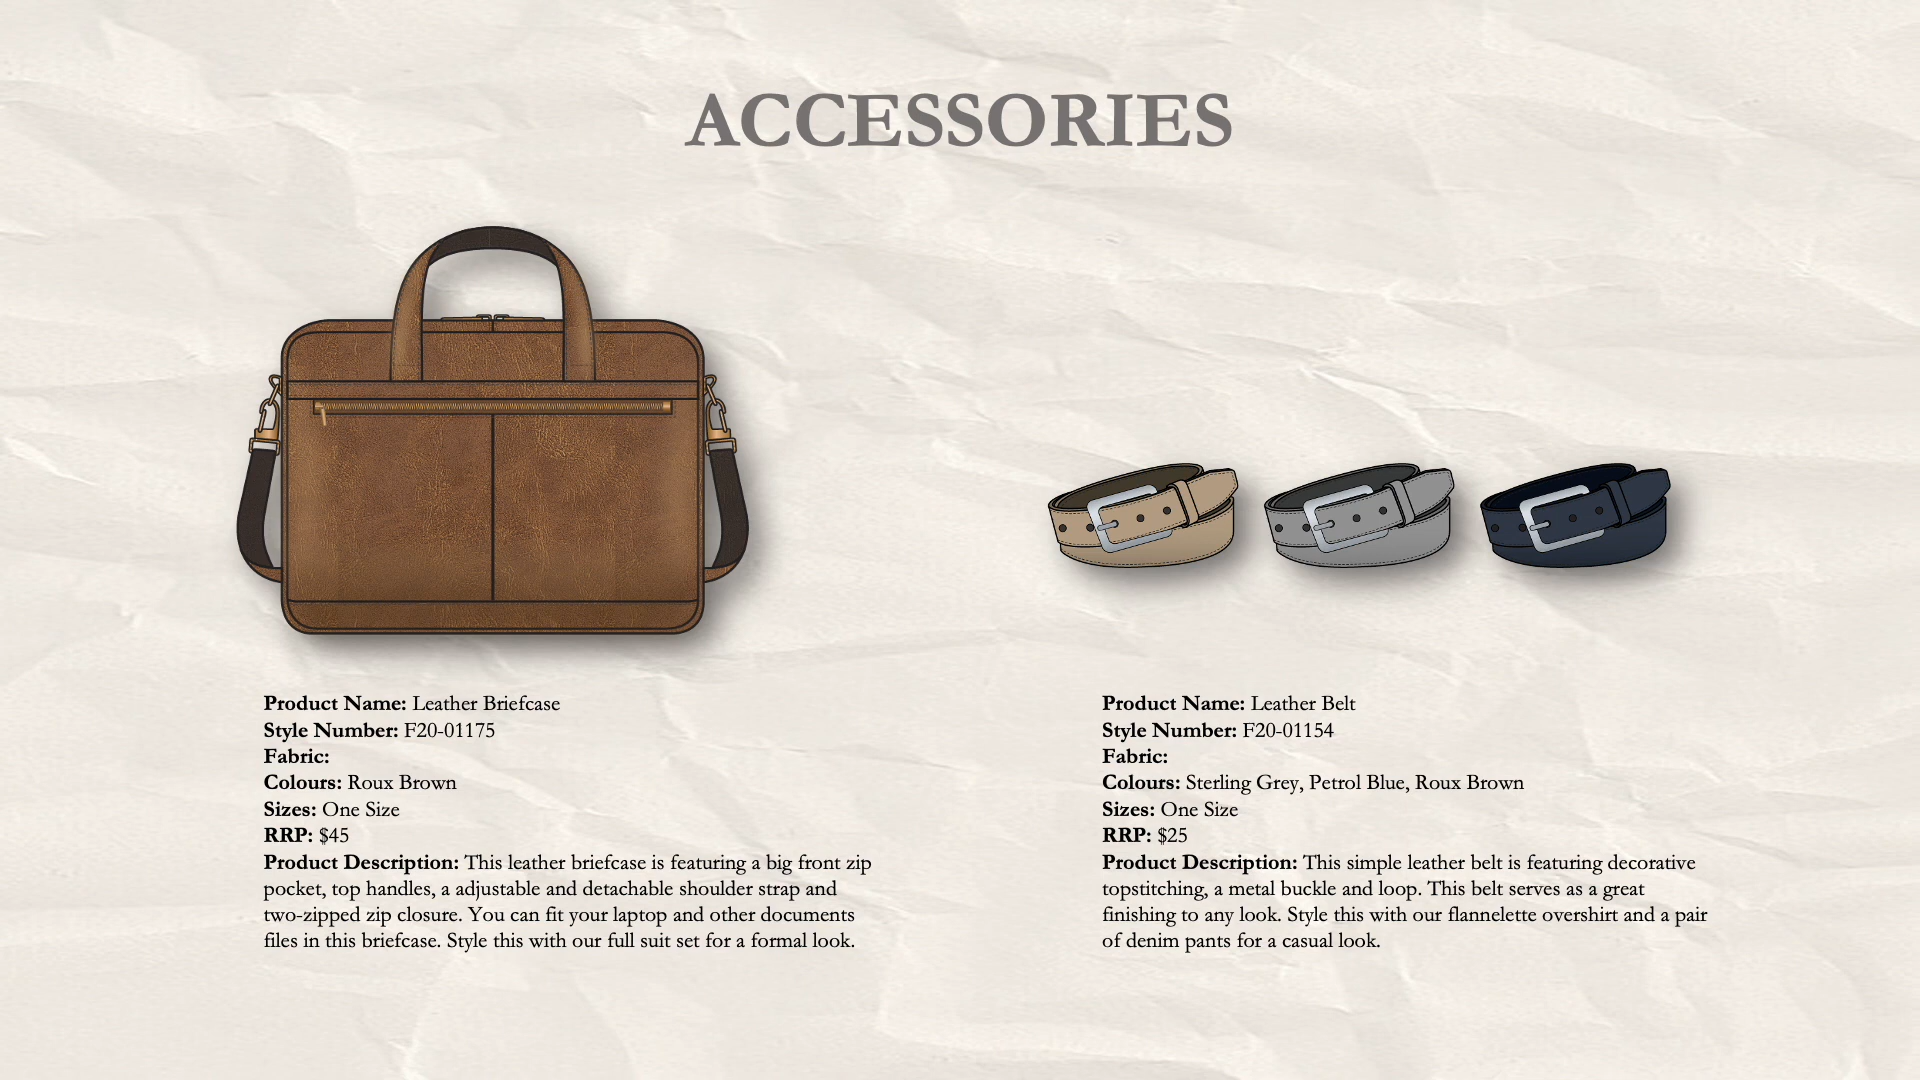 ACCESSORIES
Product Name: Leather Briefcase
Style Number: F20-01175
Fabric:
Colours: Roux Brown
Sizes: One Size
RRP: $45
Product Description: This leather briefcase is featuring a big front zip
pocket, top handles, a adjustable and detachable shoulder strap and
two-zipped zip closure. You can fit your laptop and other documents
files in this briefcase. Style this with our full suit set for a formal look.
Product Name: Leather Belt
Style Number: F20-01154
Fabric:
Colours: Sterling Grey, Petrol Blue, Roux Brown
Sizes: One Size
RRP: $25
Product Description: This simple leather belt is featuring decorative
topstitching, a metal buckle and loop. This belt serves as a great
finishing to any look. Style this with our flannelette overshirt and a pair
of denim pants for a casual look.